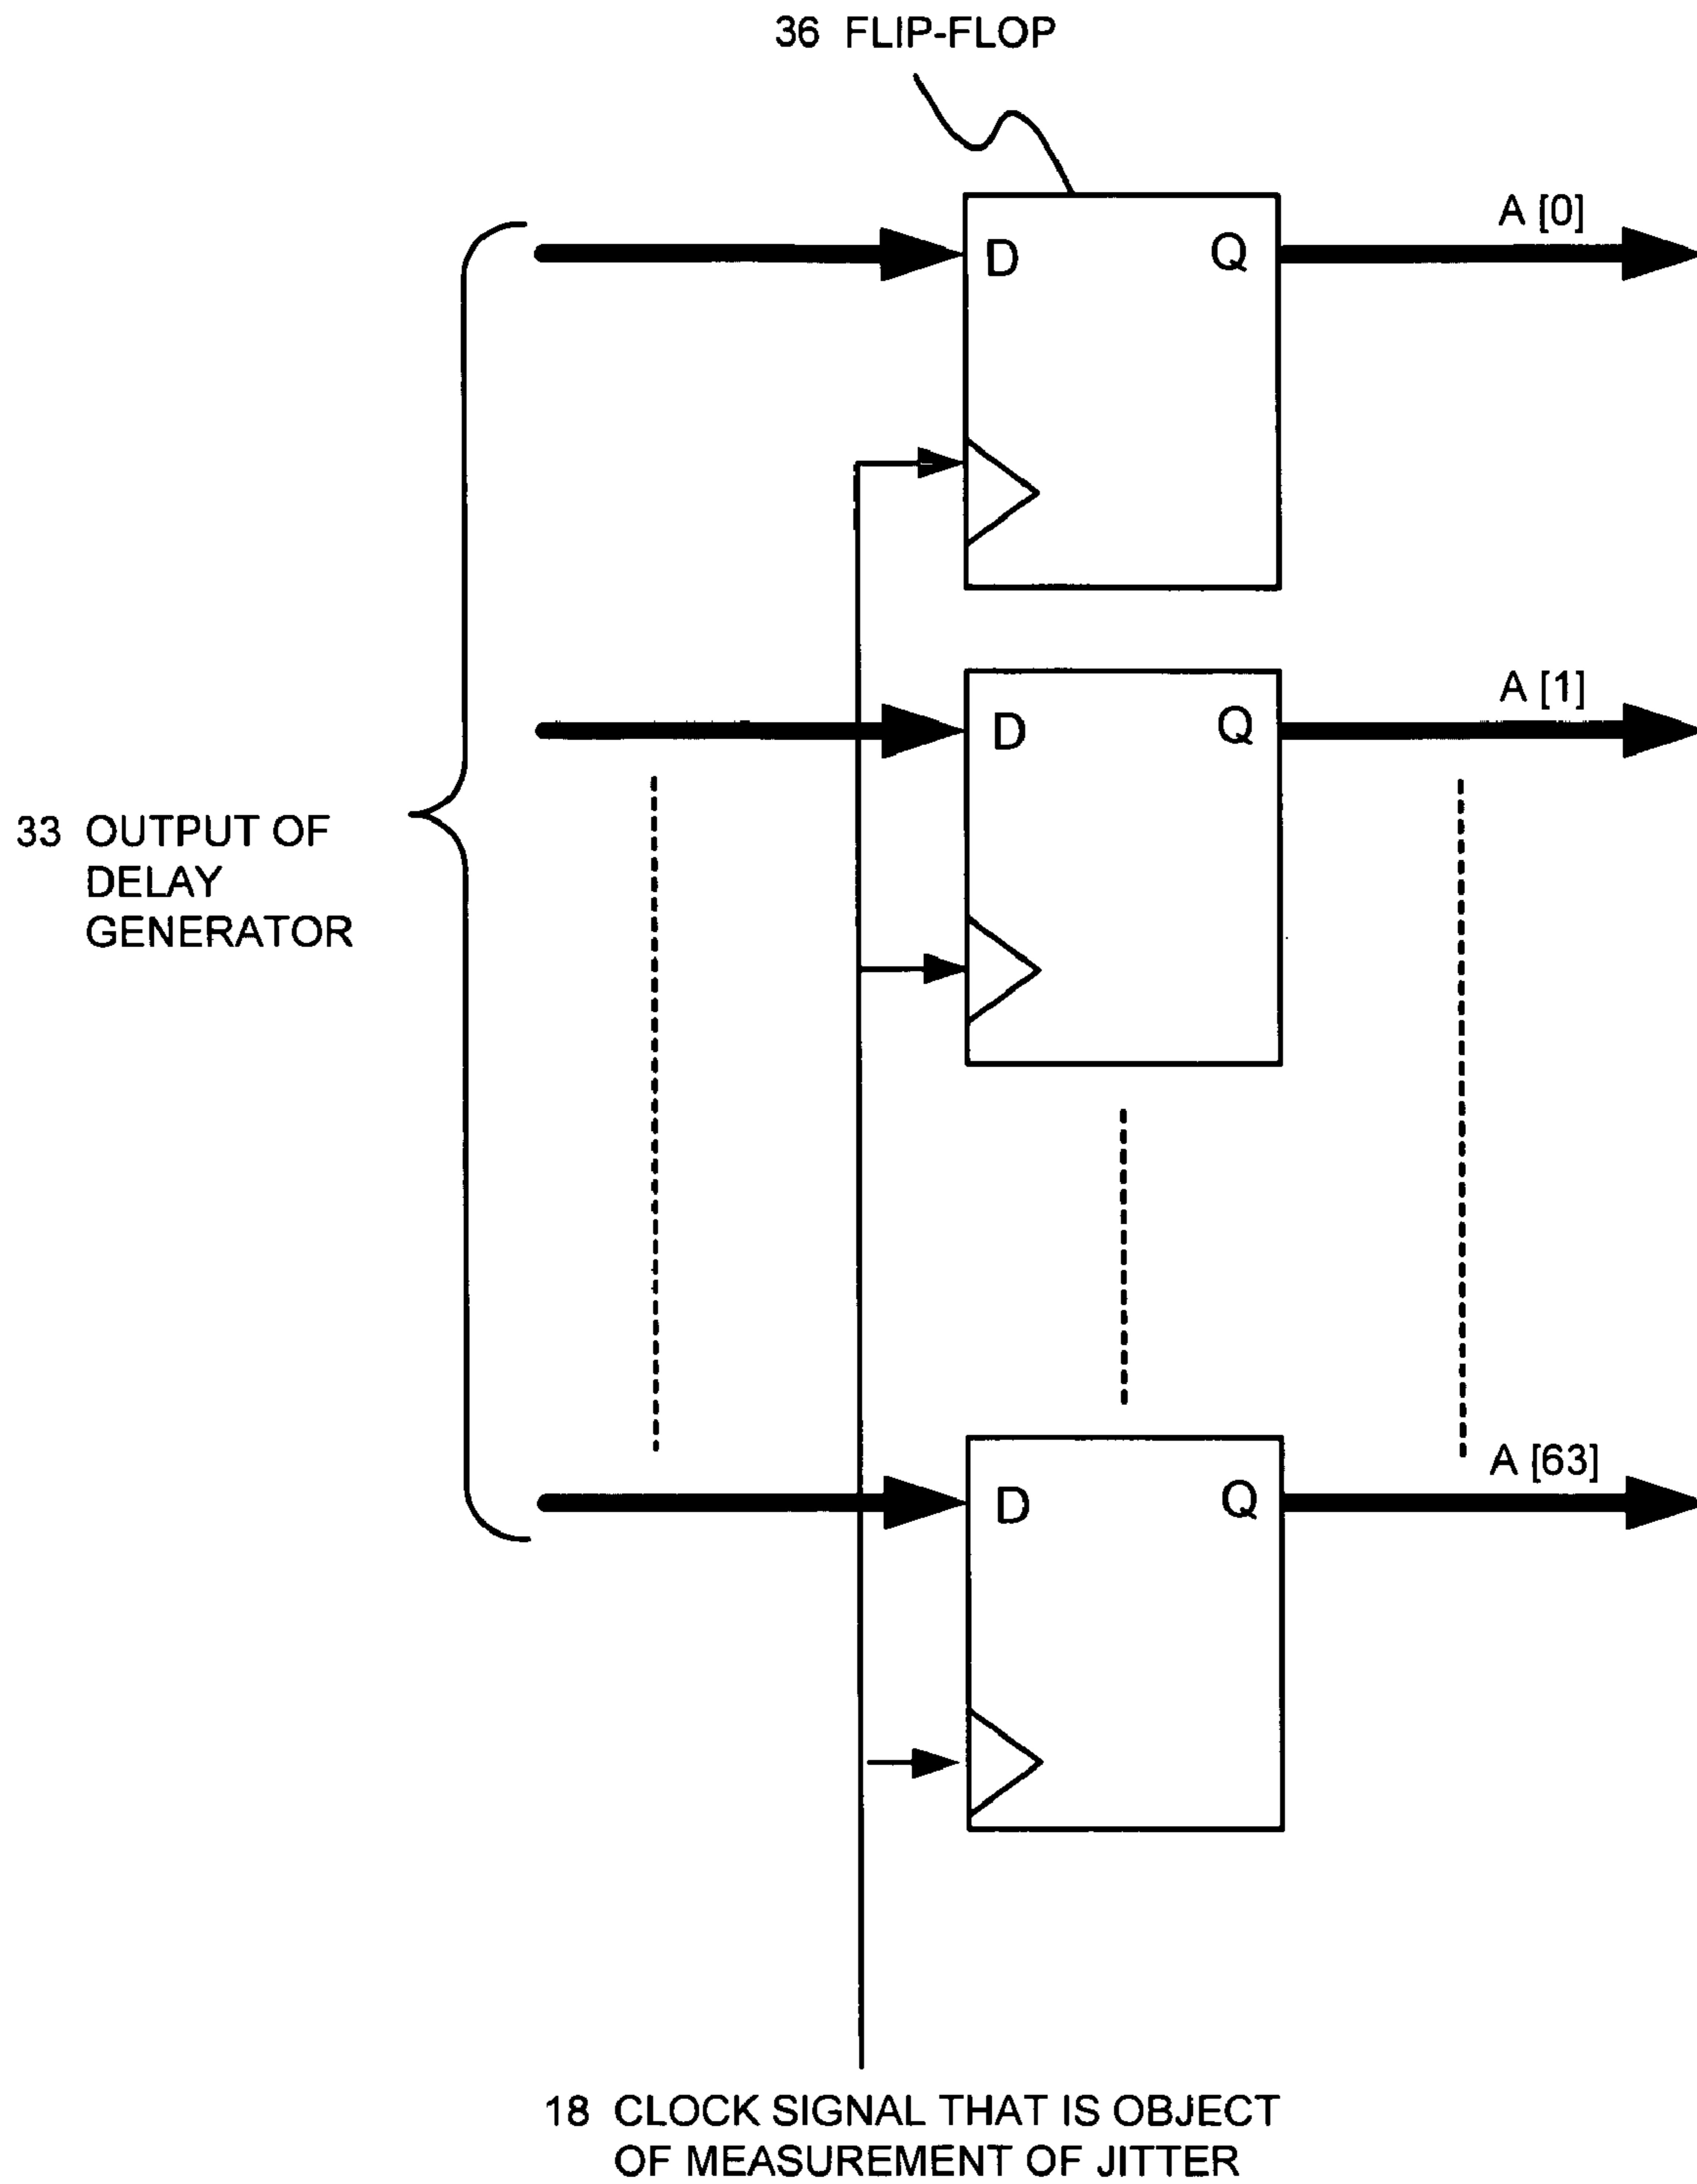 36 FLIP-FLOP
A [0]
D
Q
A [1]
D
Q
33 OUTPUT OF
DELAY
GENERATOR
A [63]
D
Q
18 CLOCK SIGNAL THAT IS OBJECT
OF MEASUREMENT OF JITTER